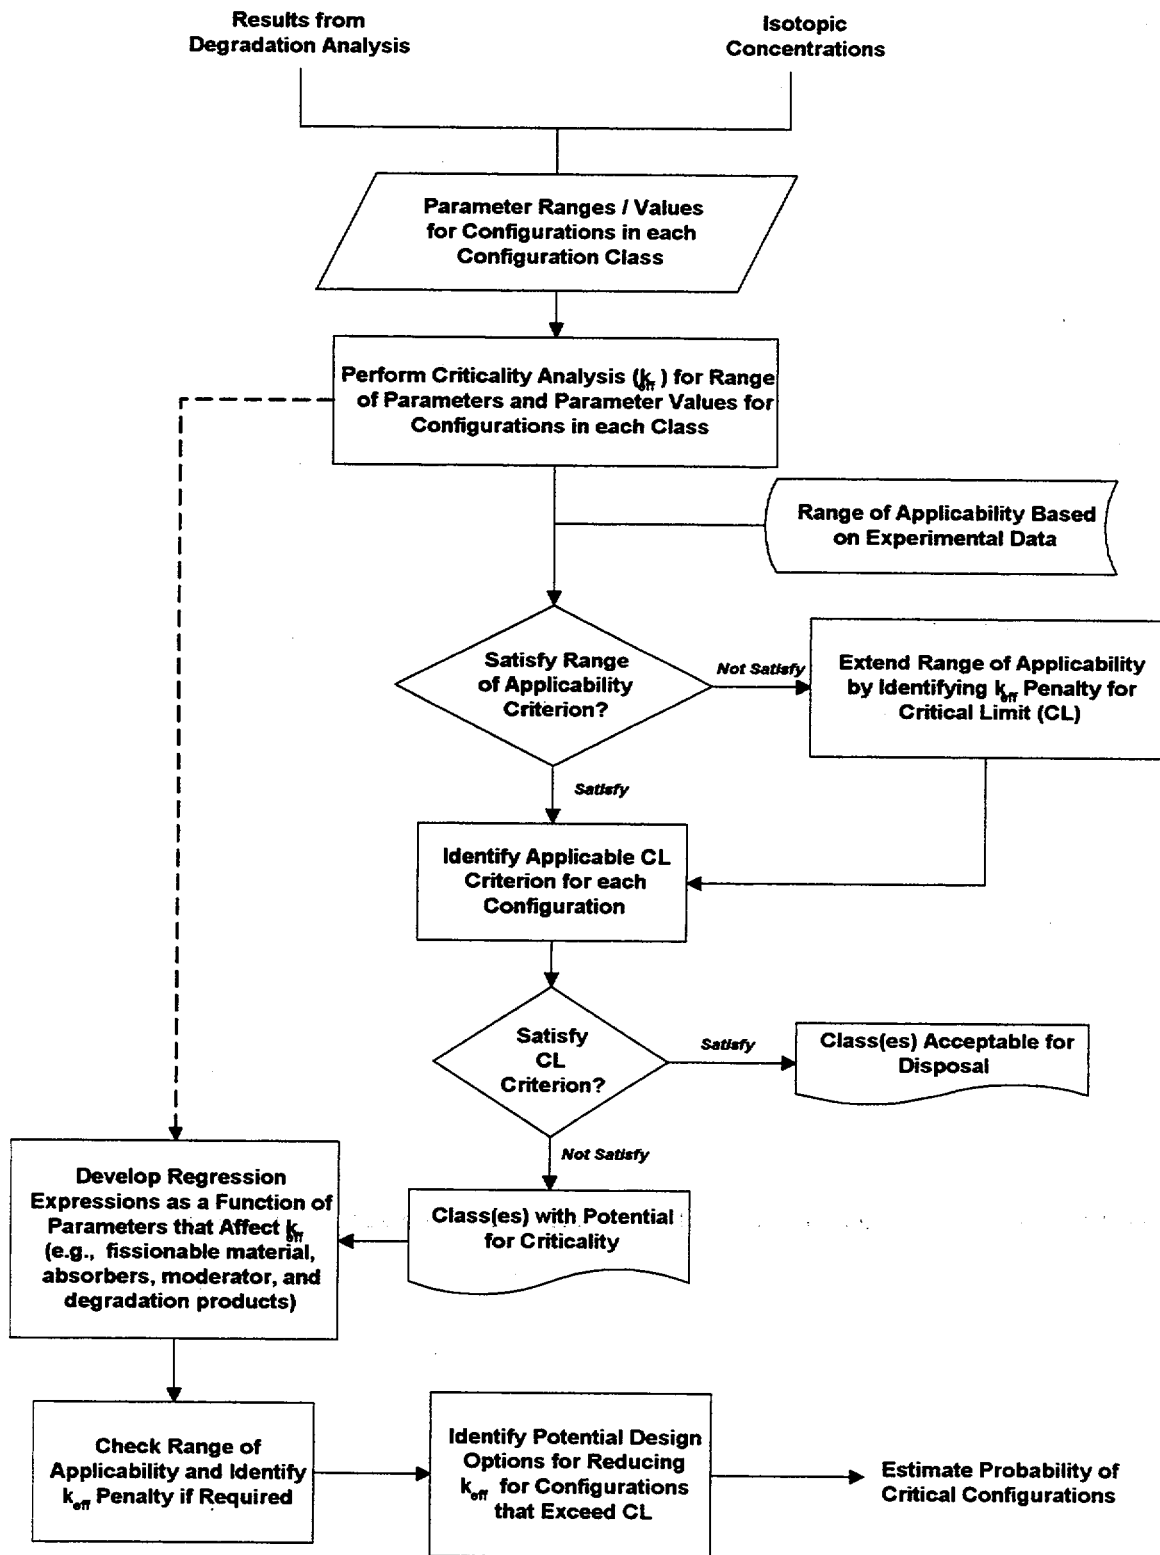 Results from
Degradation Analysis
Isotopic
Concentrations
Parameter Ranges / Values
for Configurations in each
Configuration Class
Perform Criticality Analysis (keff) for Range
of Parameters and Parameter Values for
Configurations in each Class
Range of Applicability Based
on Experimental Data
Satisfy Range
of Applicability
Criterion?
Not Satisfy
Extend Range of Applicability
by Identifying keff Penalty for
Critical Limit (CL)
Satisfy
Identify Applicable CL
Criterion for each
Configuration
Satisfy
CL
Criterion?
Satisfy
Class(es) Acceptable for
Disposal
Not Satisfy
Class(es) with Potential
for Criticality
Develop Regression
Expressions as a Function of
Parameters that Affect keff
(e.g., fissionable material,
absorbers, moderator, and
degradation products)
Check Range of
Applicability and Identify
keff Penalty if Required
Identify Potential Design
Options for Reducing
keff for Configurations
that Exceed CL
Estimate Probability of
Critical Configurations